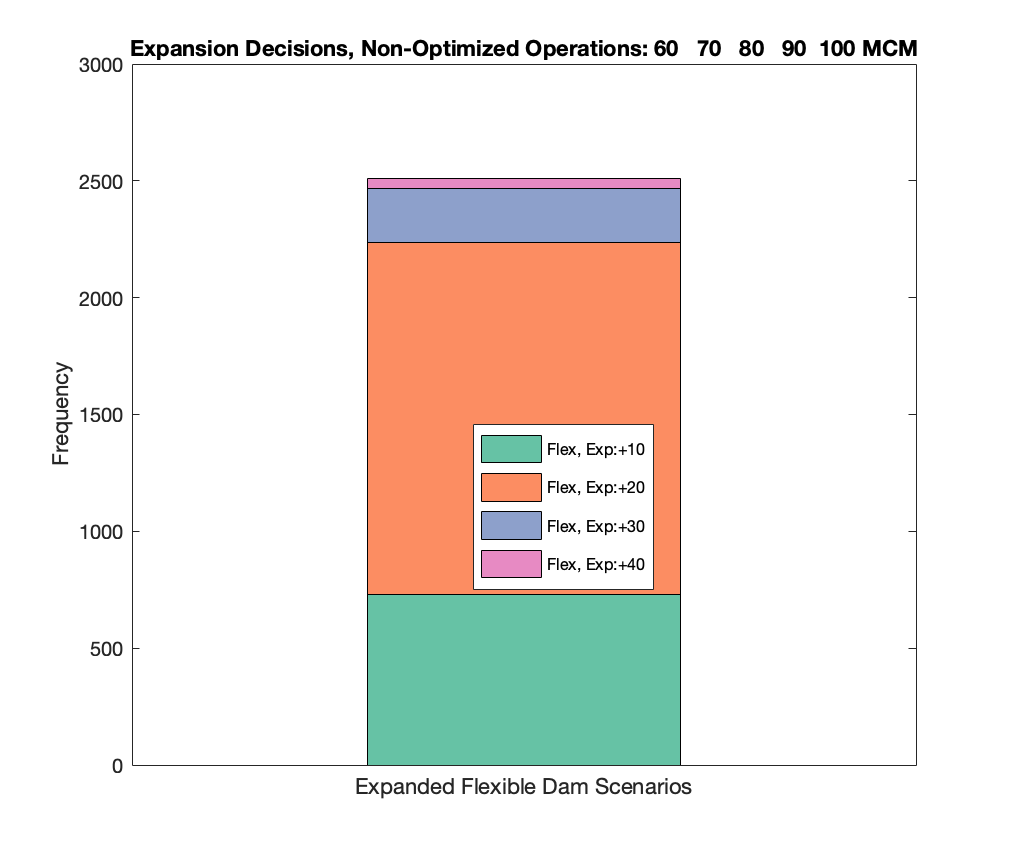 Expansion Decisions, Non-Optimized Operations: 60 70 80 90 100 MCM
3000
2500
2000
1500
1000
500
0
Frequency
Flex, Exp:+10
Flex, Exp:+20
Flex, Exp:+30
Flex, Exp:+40
Expanded Flexible Dam Scenarios